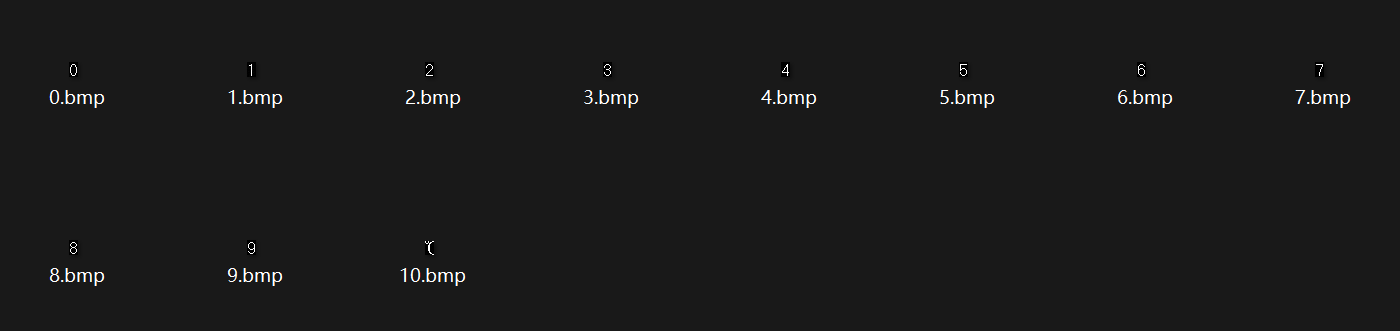 0 1 2 3 4 5 6 7
0.bmp 1.bmp 2.bmp 3.bmp 4.bmp 5.bmp 6.bmp 7.bmp
8 9 ℃
8.bmp 9.bmp 10.bmp